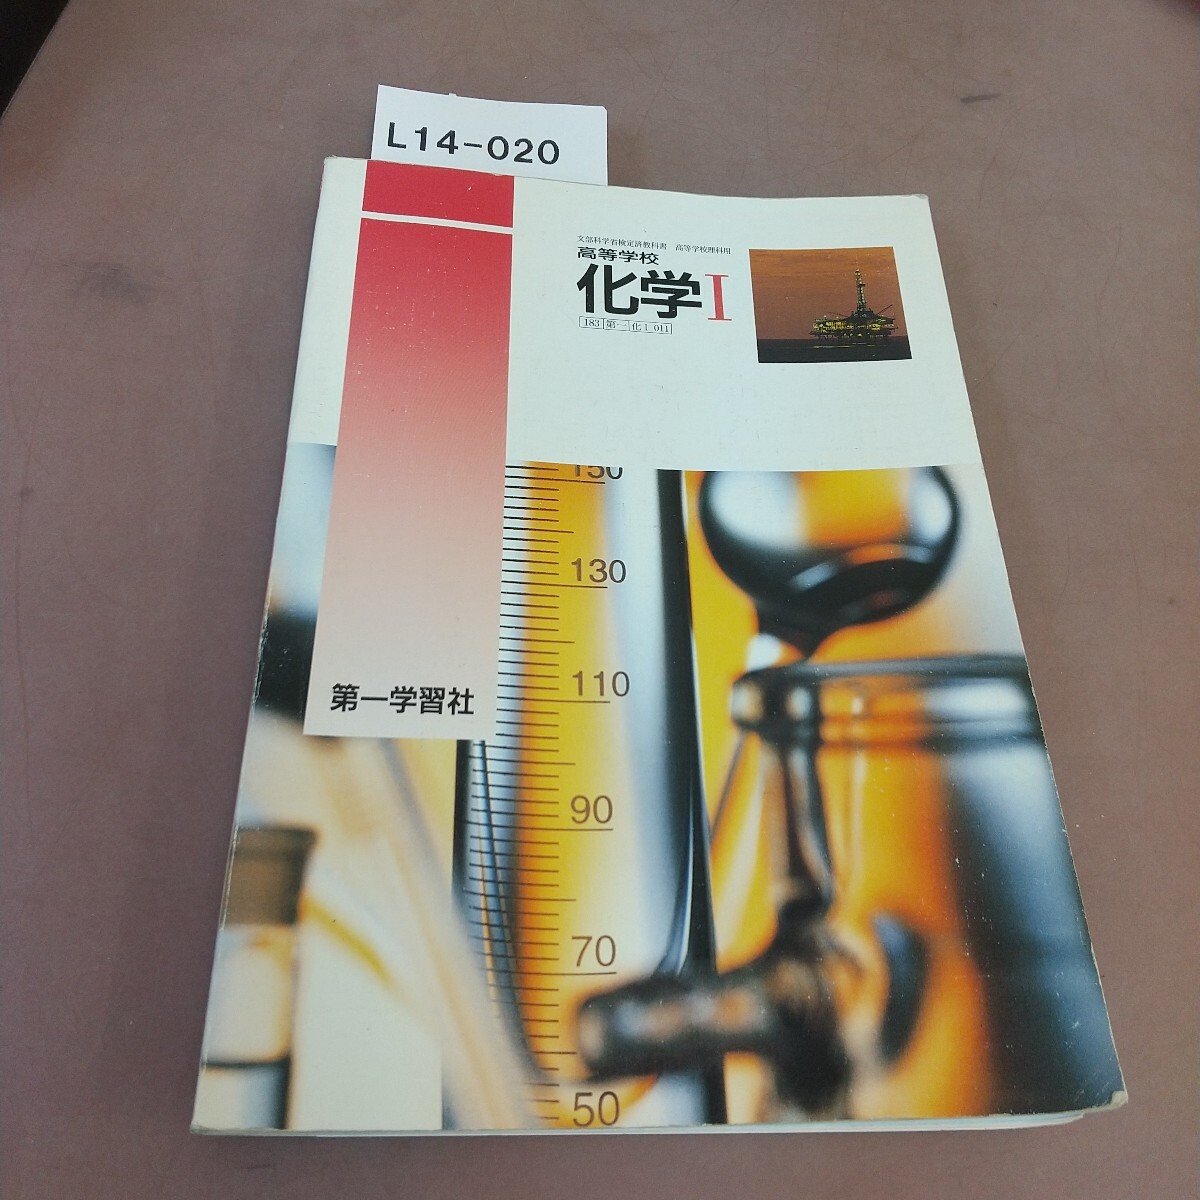 L14-020
文部科学省検定済教科書 高等学校理科用
高等学校
化学I
183 第一 化I 011
150
130
110
第一学習社
90
70
50